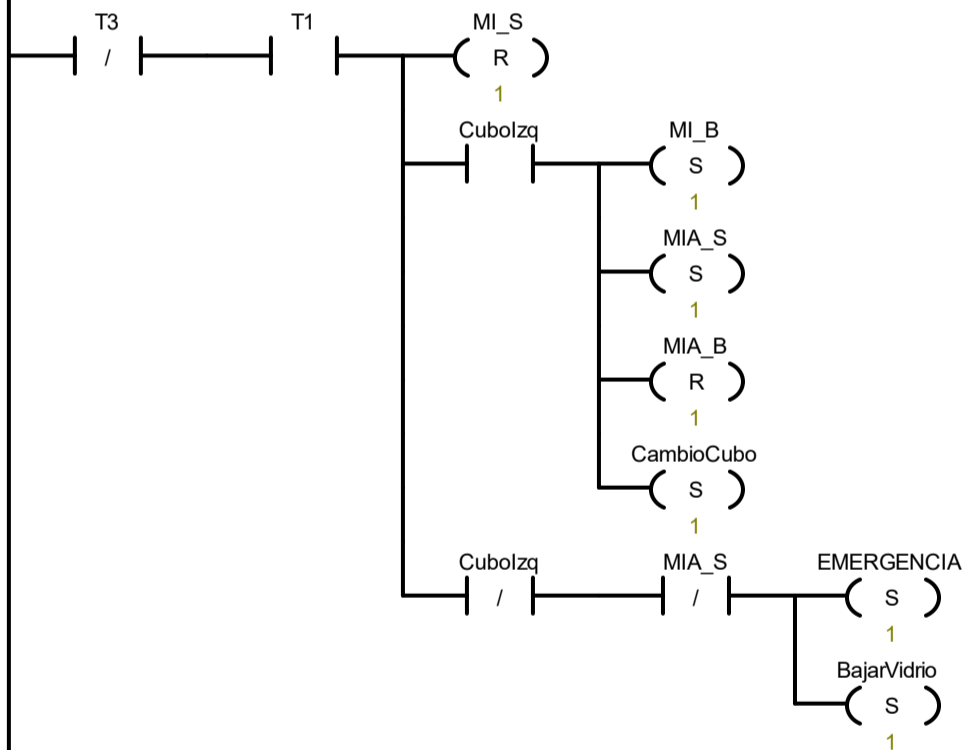 T3 T1 MI_S
/ R
1
CuboIzq MI_B
S
1
MIA_S
S
1
MIA_B
R
1
CambioCubo
S
1
CuboIzq MIA_S EMERGENCIA
/ / S
1
BajarVidrio
S
1